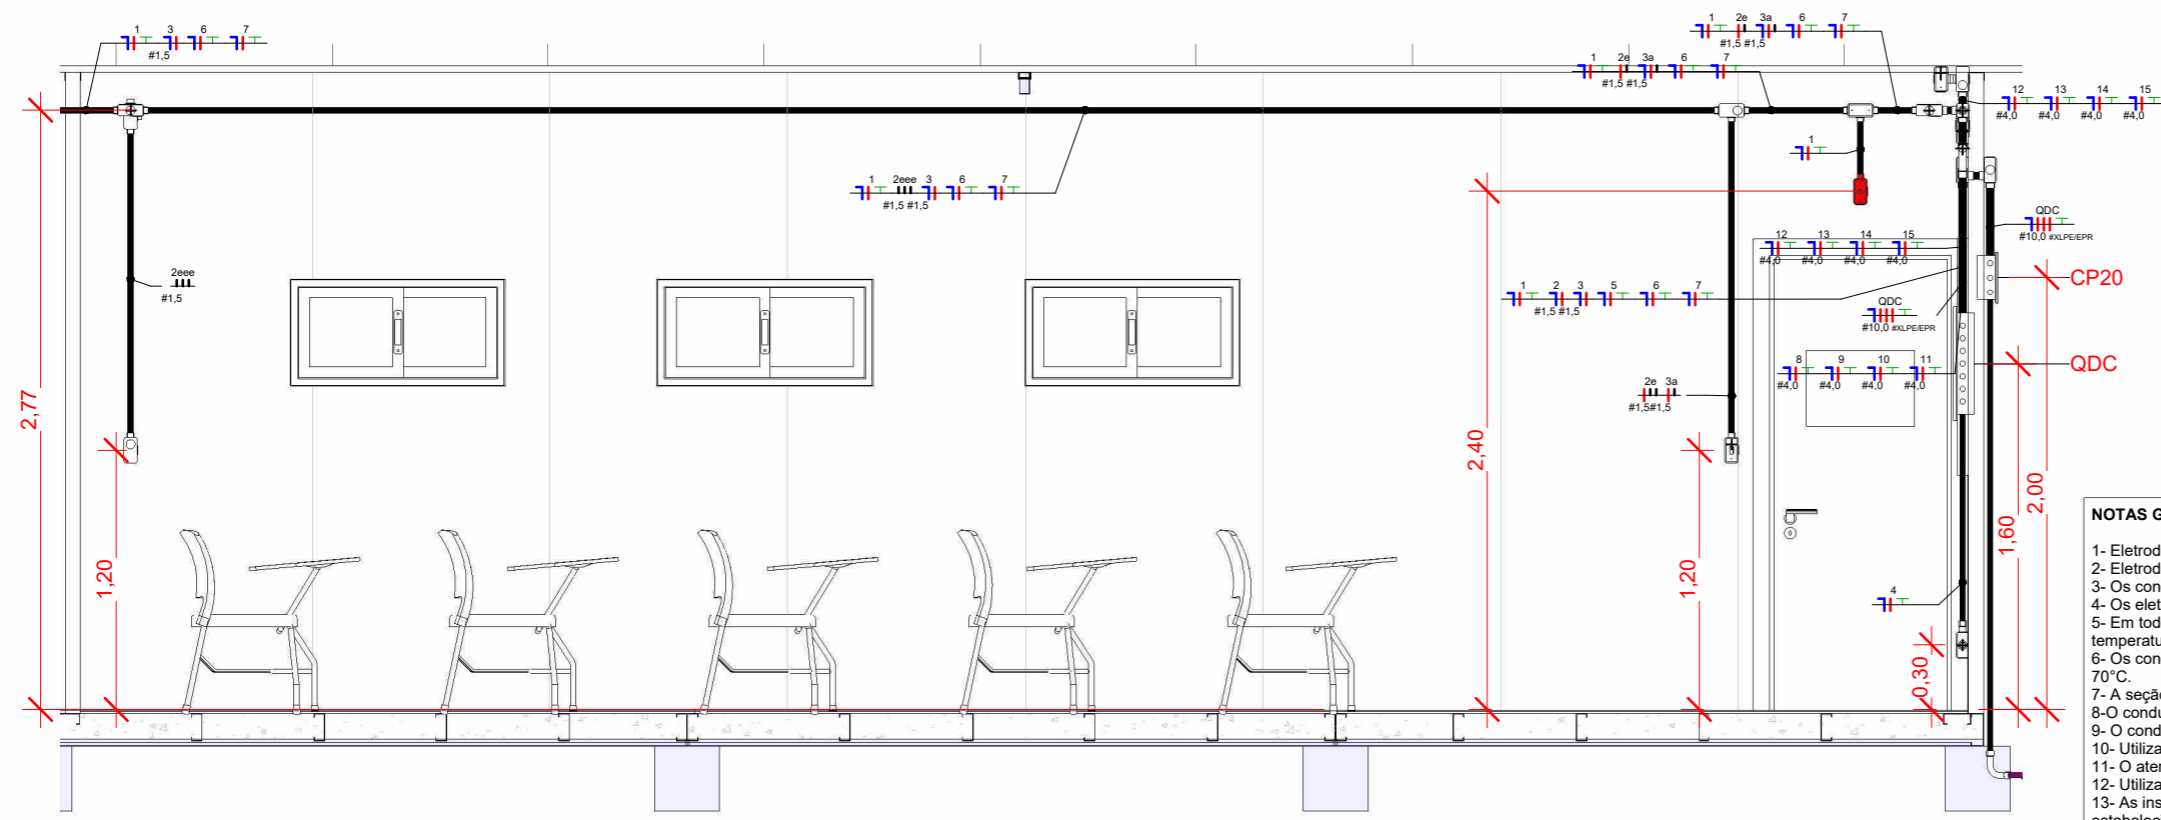 1 3 6 7
#1,5
1 2e 3a 6 7
#1,5 #1,5
1 2e 3a 6 7
#1,5 #1,5
12 13 14 15
#4,0 #4,0 #4,0 #4,0
1
1 2eee 3 6 7
#1,5 #1,5
QDC
#10,0 #XLPE/EPR
12 13 14 15
#4,0 #4,0 #4,0 #4,0
CP20
2eee
#1,5
1 2 3 5 6 7
#1,5 #1,5
QDC
#10,0 #XLPE/EPR
QDC
8 9 10 11
#4,0 #4,0 #4,0 #4,0
2e 3a
#1,5#1,5
2,77
2,40
1,20
1,20
2,00
1,60
4
0,30
NOTAS G
1- Eletrod
2- Eletrod
3- Os con
4- Os elet
5- Em tod
temperatu
6- Os con
70°C.
7- A seção
8-O condu
9- O cond
10- Utiliza
11- O ater
12- Utiliza
13- As ins